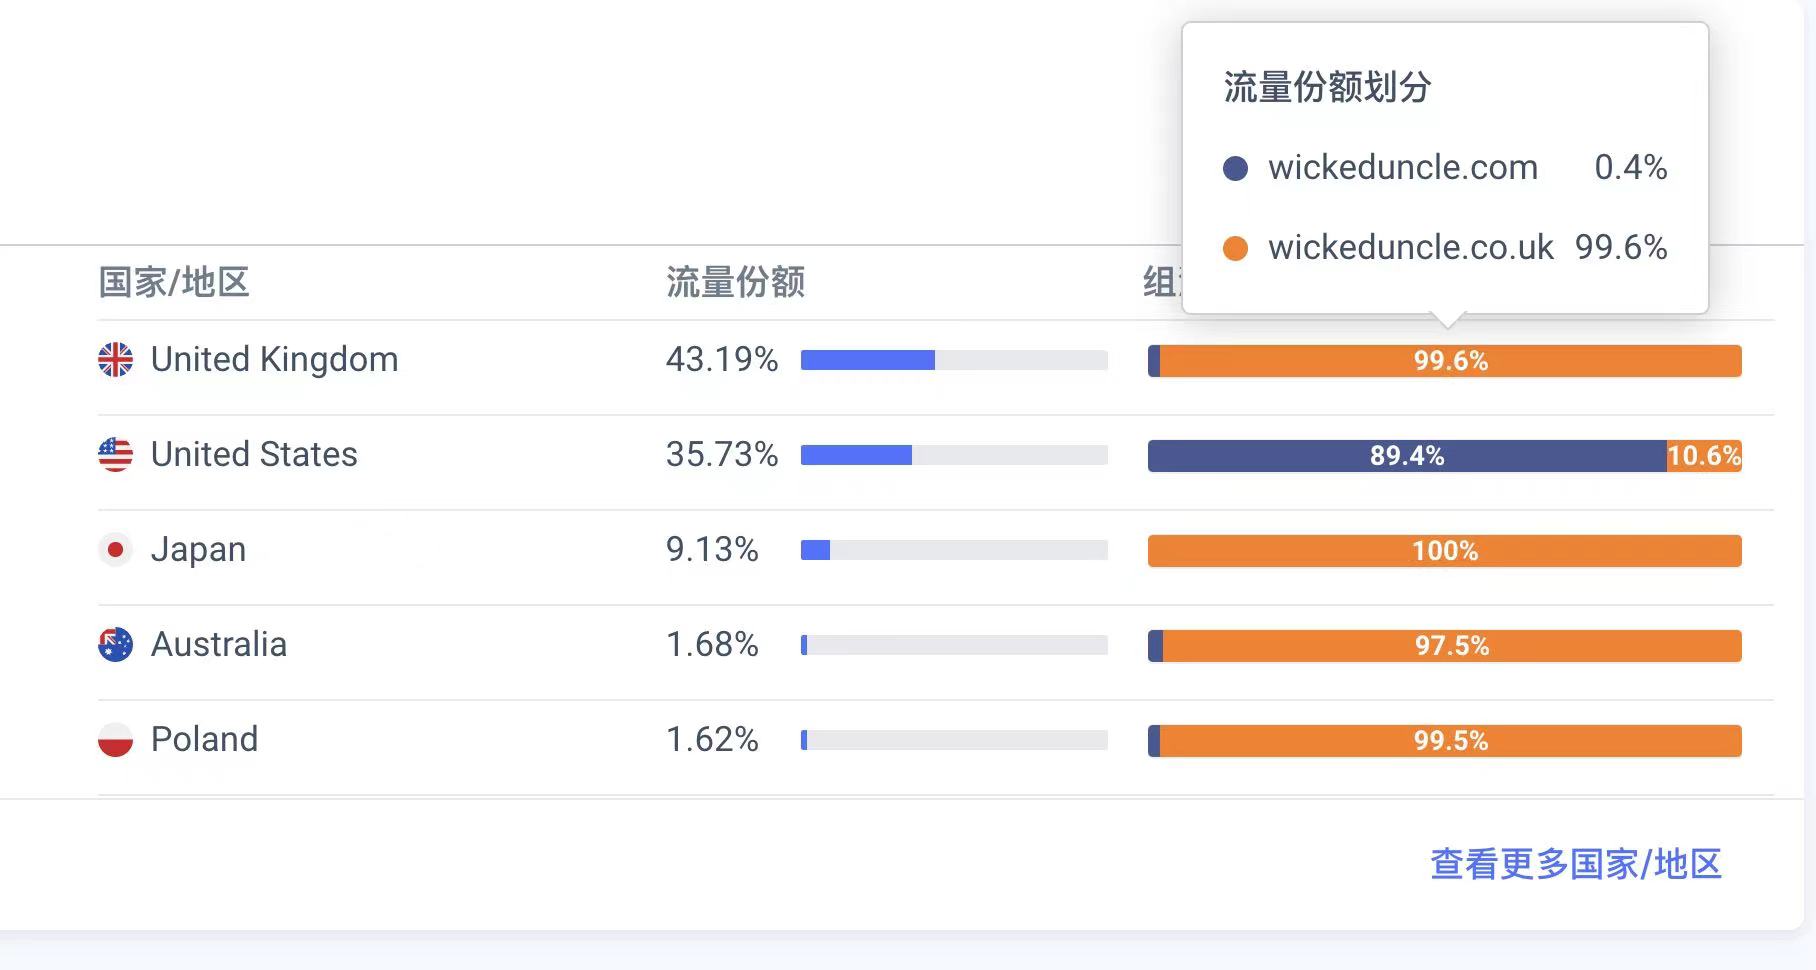 流量份额划分
wickeduncle.com 0.4%
wickeduncle.co.uk 99.6%
国家/地区 流量份额 组
United Kingdom 43.19% 99.6%
United States 35.73% 89.4% 10.6%
Japan 9.13% 100%
Australia 1.68% 97.5%
Poland 1.62% 99.5%
查看更多国家/地区